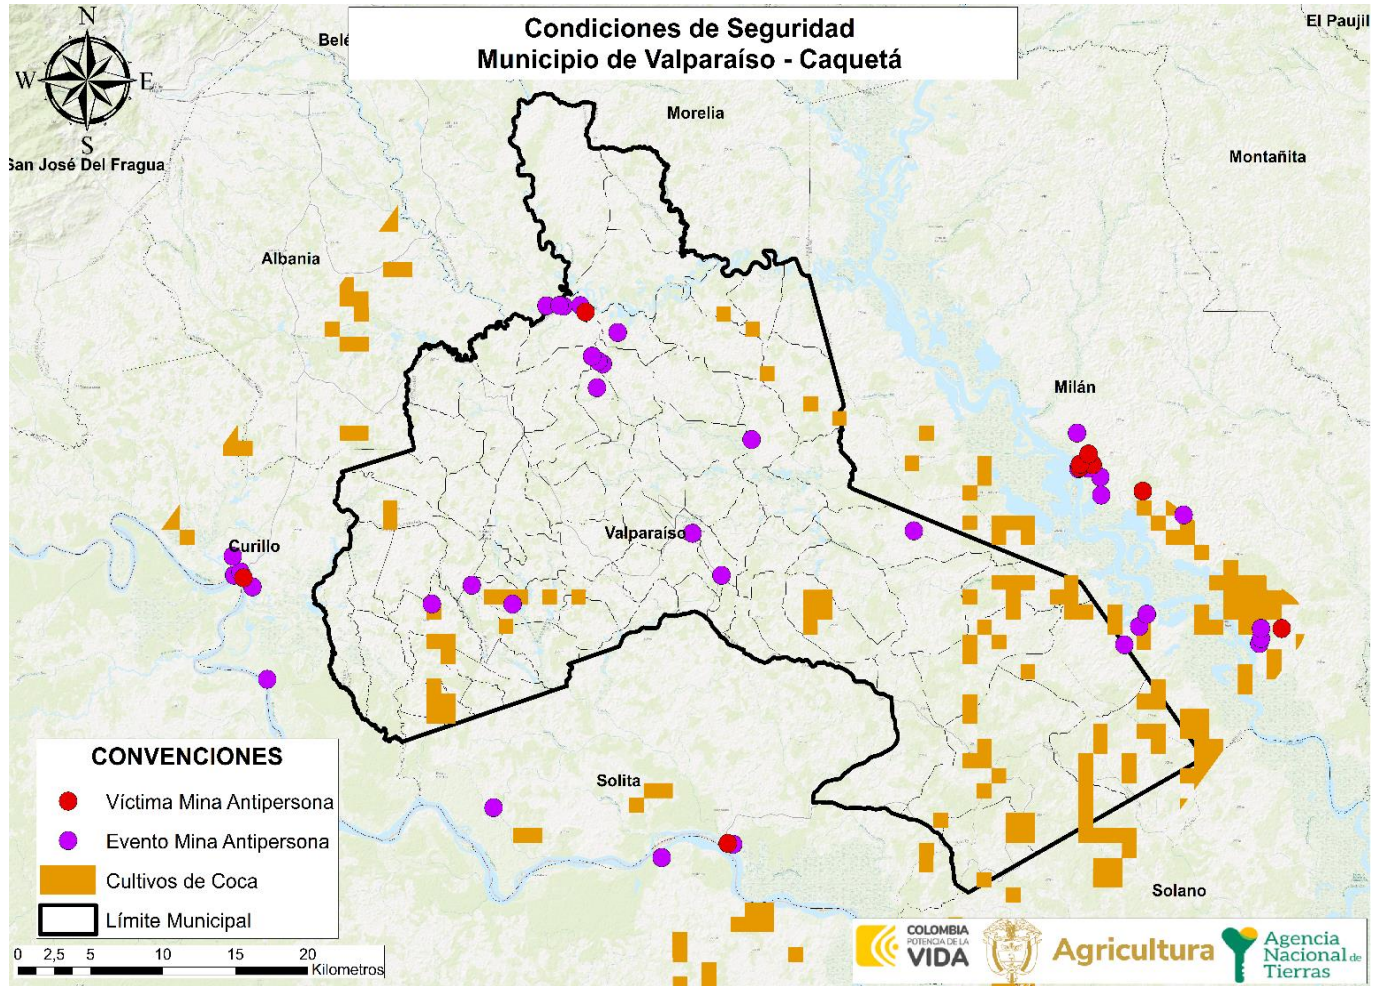 N
W
E
S
Condiciones de Seguridad
Municipio de Valparaíso - Caquetá
El Paujil
Belé
Morelia
San José Del Fragua
Montañita
Albania
Milán
Valparaíso
Curillo
Solita
Solano
CONVENCIONES
Víctima Mina Antipersona
Evento Mina Antipersona
Cultivos de Coca
Límite Municipal
0 2,5 5 10 15 20
Kilometros
COLOMBIA
POTENCIA DE LA
VIDA
Agricultura
Agencia
Nacional de
Tierras